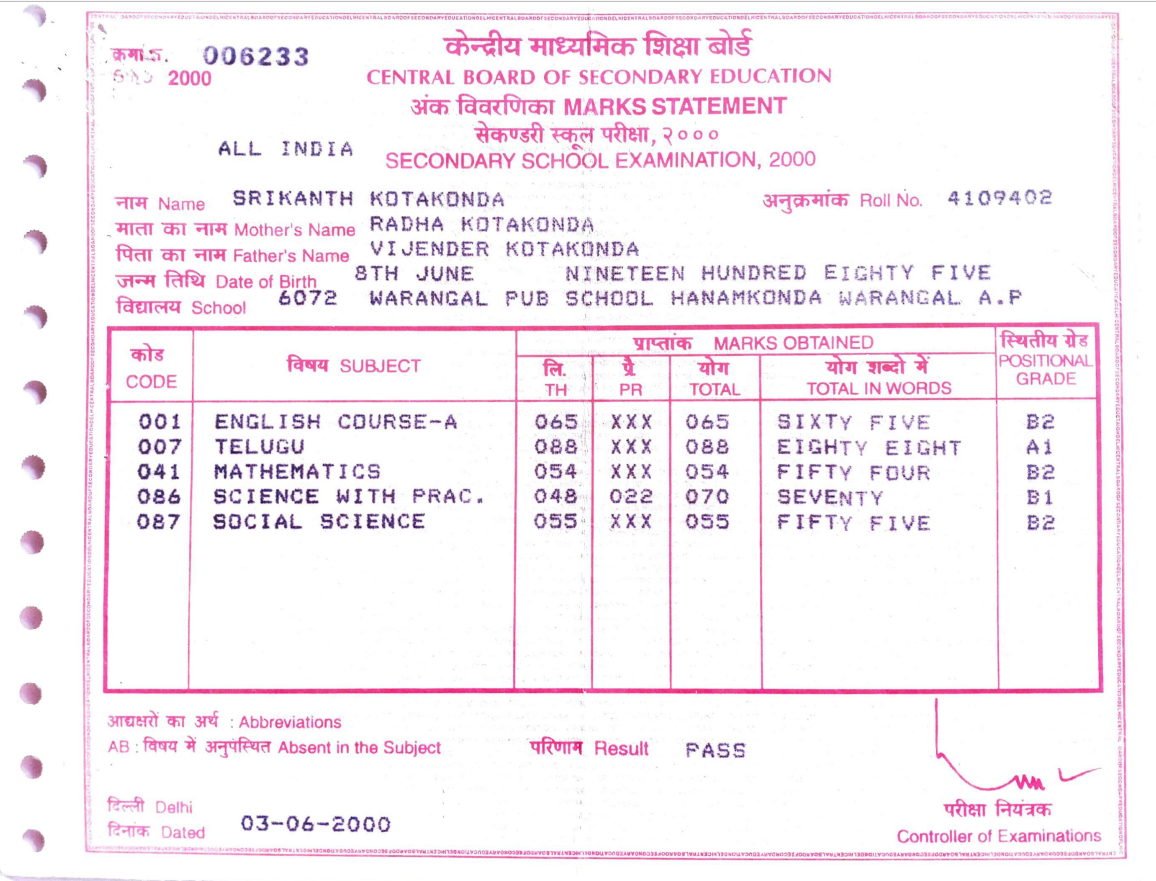 क्रमांक. 006233
2000
केन्द्रीय माध्यमिक शिक्षा बोर्ड
CENTRAL BOARD OF SECONDARY EDUCATION
अंक विवरणिका MARKS STATEMENT
सेकण्डरी स्कूल परीक्षा, २०००
ALL INDIA
SECONDARY SCHOOL EXAMINATION, 2000
नाम Name SRIKANTH KOTAKONDA अनुक्रमांक Roll No. 4109402
माता का नाम Mother's Name RADHA KOTAKONDA
पिता का नाम Father's Name VIJENDER KOTAKONDA
जन्म तिथि Date of Birth 8TH JUNE NINETEEN HUNDRED EIGHTY FIVE
विद्यालय School 6072 WARANGAL PUB SCHOOL HANAMKONDA WARANGAL A.P
कोड CODE विषय SUBJECT प्राप्तांक MARKS OBTAINED स्थितीय ग्रेड POSITIONAL GRADE
लि. TH प्रै PR योग TOTAL योग शब्दो में TOTAL IN WORDS
001 ENGLISH COURSE-A 065 XXX 065 SIXTY FIVE B2
007 TELUGU 088 XXX 088 EIGHTY EIGHT A1
041 MATHEMATICS 054 XXX 054 FIFTY FOUR B2
086 SCIENCE WITH PRAC. 048 022 070 SEVENTY B1
087 SOCIAL SCIENCE 055 XXX 055 FIFTY FIVE B2
आद्यक्षरों का अर्थ : Abbreviations
AB : विषय में अनुपस्थित Absent in the Subject परिणाम Result PASS
दिल्ली Delhi
दिनांक Dated 03-06-2000
परीक्षा नियंत्रक
Controller of Examinations